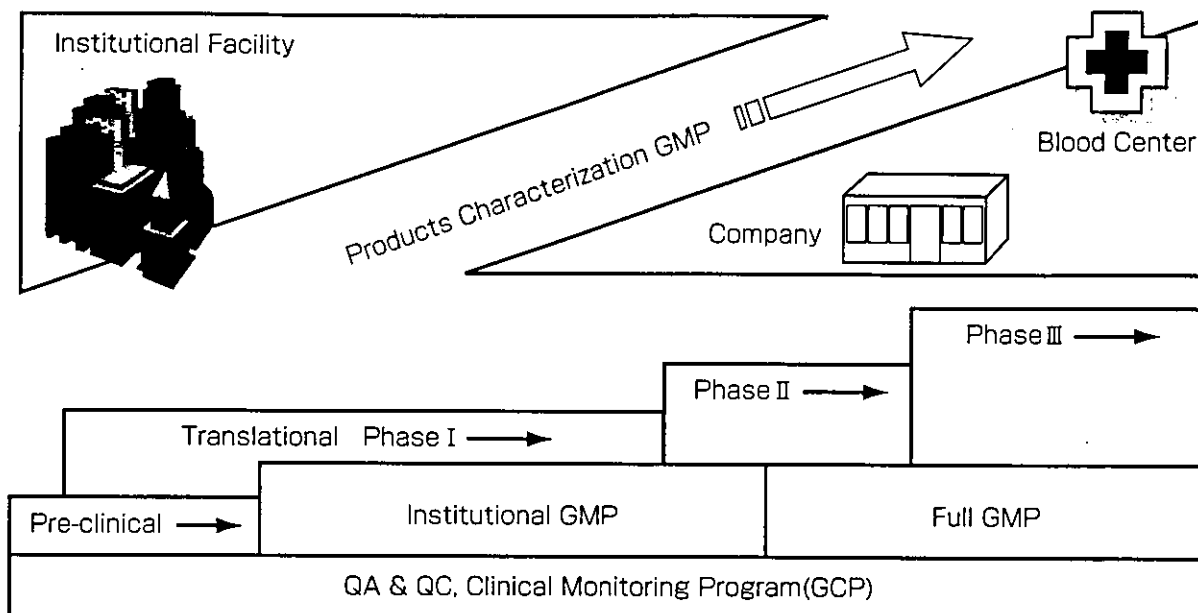 Institutional Facility
Products Characterization GMP
Blood Center
Company
Phase Ⅲ
Phase Ⅱ
Translational Phase Ⅰ
Pre-clinical
Institutional GMP
Full GMP
QA & QC, Clinical Monitoring Program(GCP)